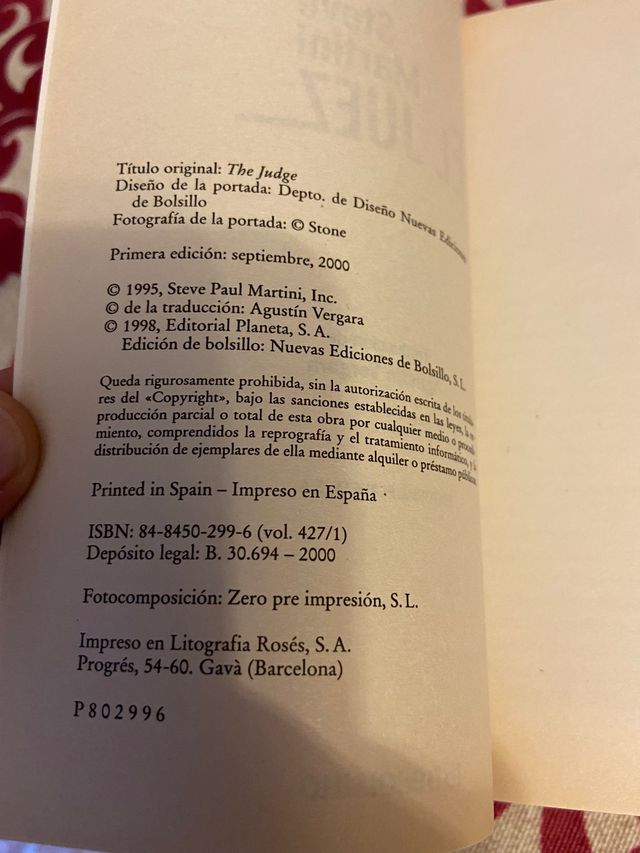 Título original: The Judge
Diseño de la portada: Depto. de Diseño Nuevas Ediciones
de Bolsillo
Fotografía de la portada: © Stone
Primera edición: septiembre, 2000
© 1995, Steve Paul Martini, Inc.
© de la traducción: Agustín Vergara
© 1998, Editorial Planeta, S. A.
Edición de bolsillo: Nuevas Ediciones de Bolsillo, S. L.
Queda rigurosamente prohibida, sin la autorización escrita de los
res del «Copyright», bajo las sanciones establecidas en las leyes, la
producción parcial o total de esta obra por cualquier medio o
miento, comprendidos la reprografía y el tratamiento informático, y la
distribución de ejemplares de ella mediante alquiler o préstamo
Printed in Spain – Impreso en España
ISBN: 84-8450-299-6 (vol. 427/1)
Depósito legal: B. 30.694 – 2000
Fotocomposición: Zero pre impresión, S. L.
Impreso en Litografia Rosés, S. A.
Progrés, 54-60. Gavà (Barcelona)
P 802996